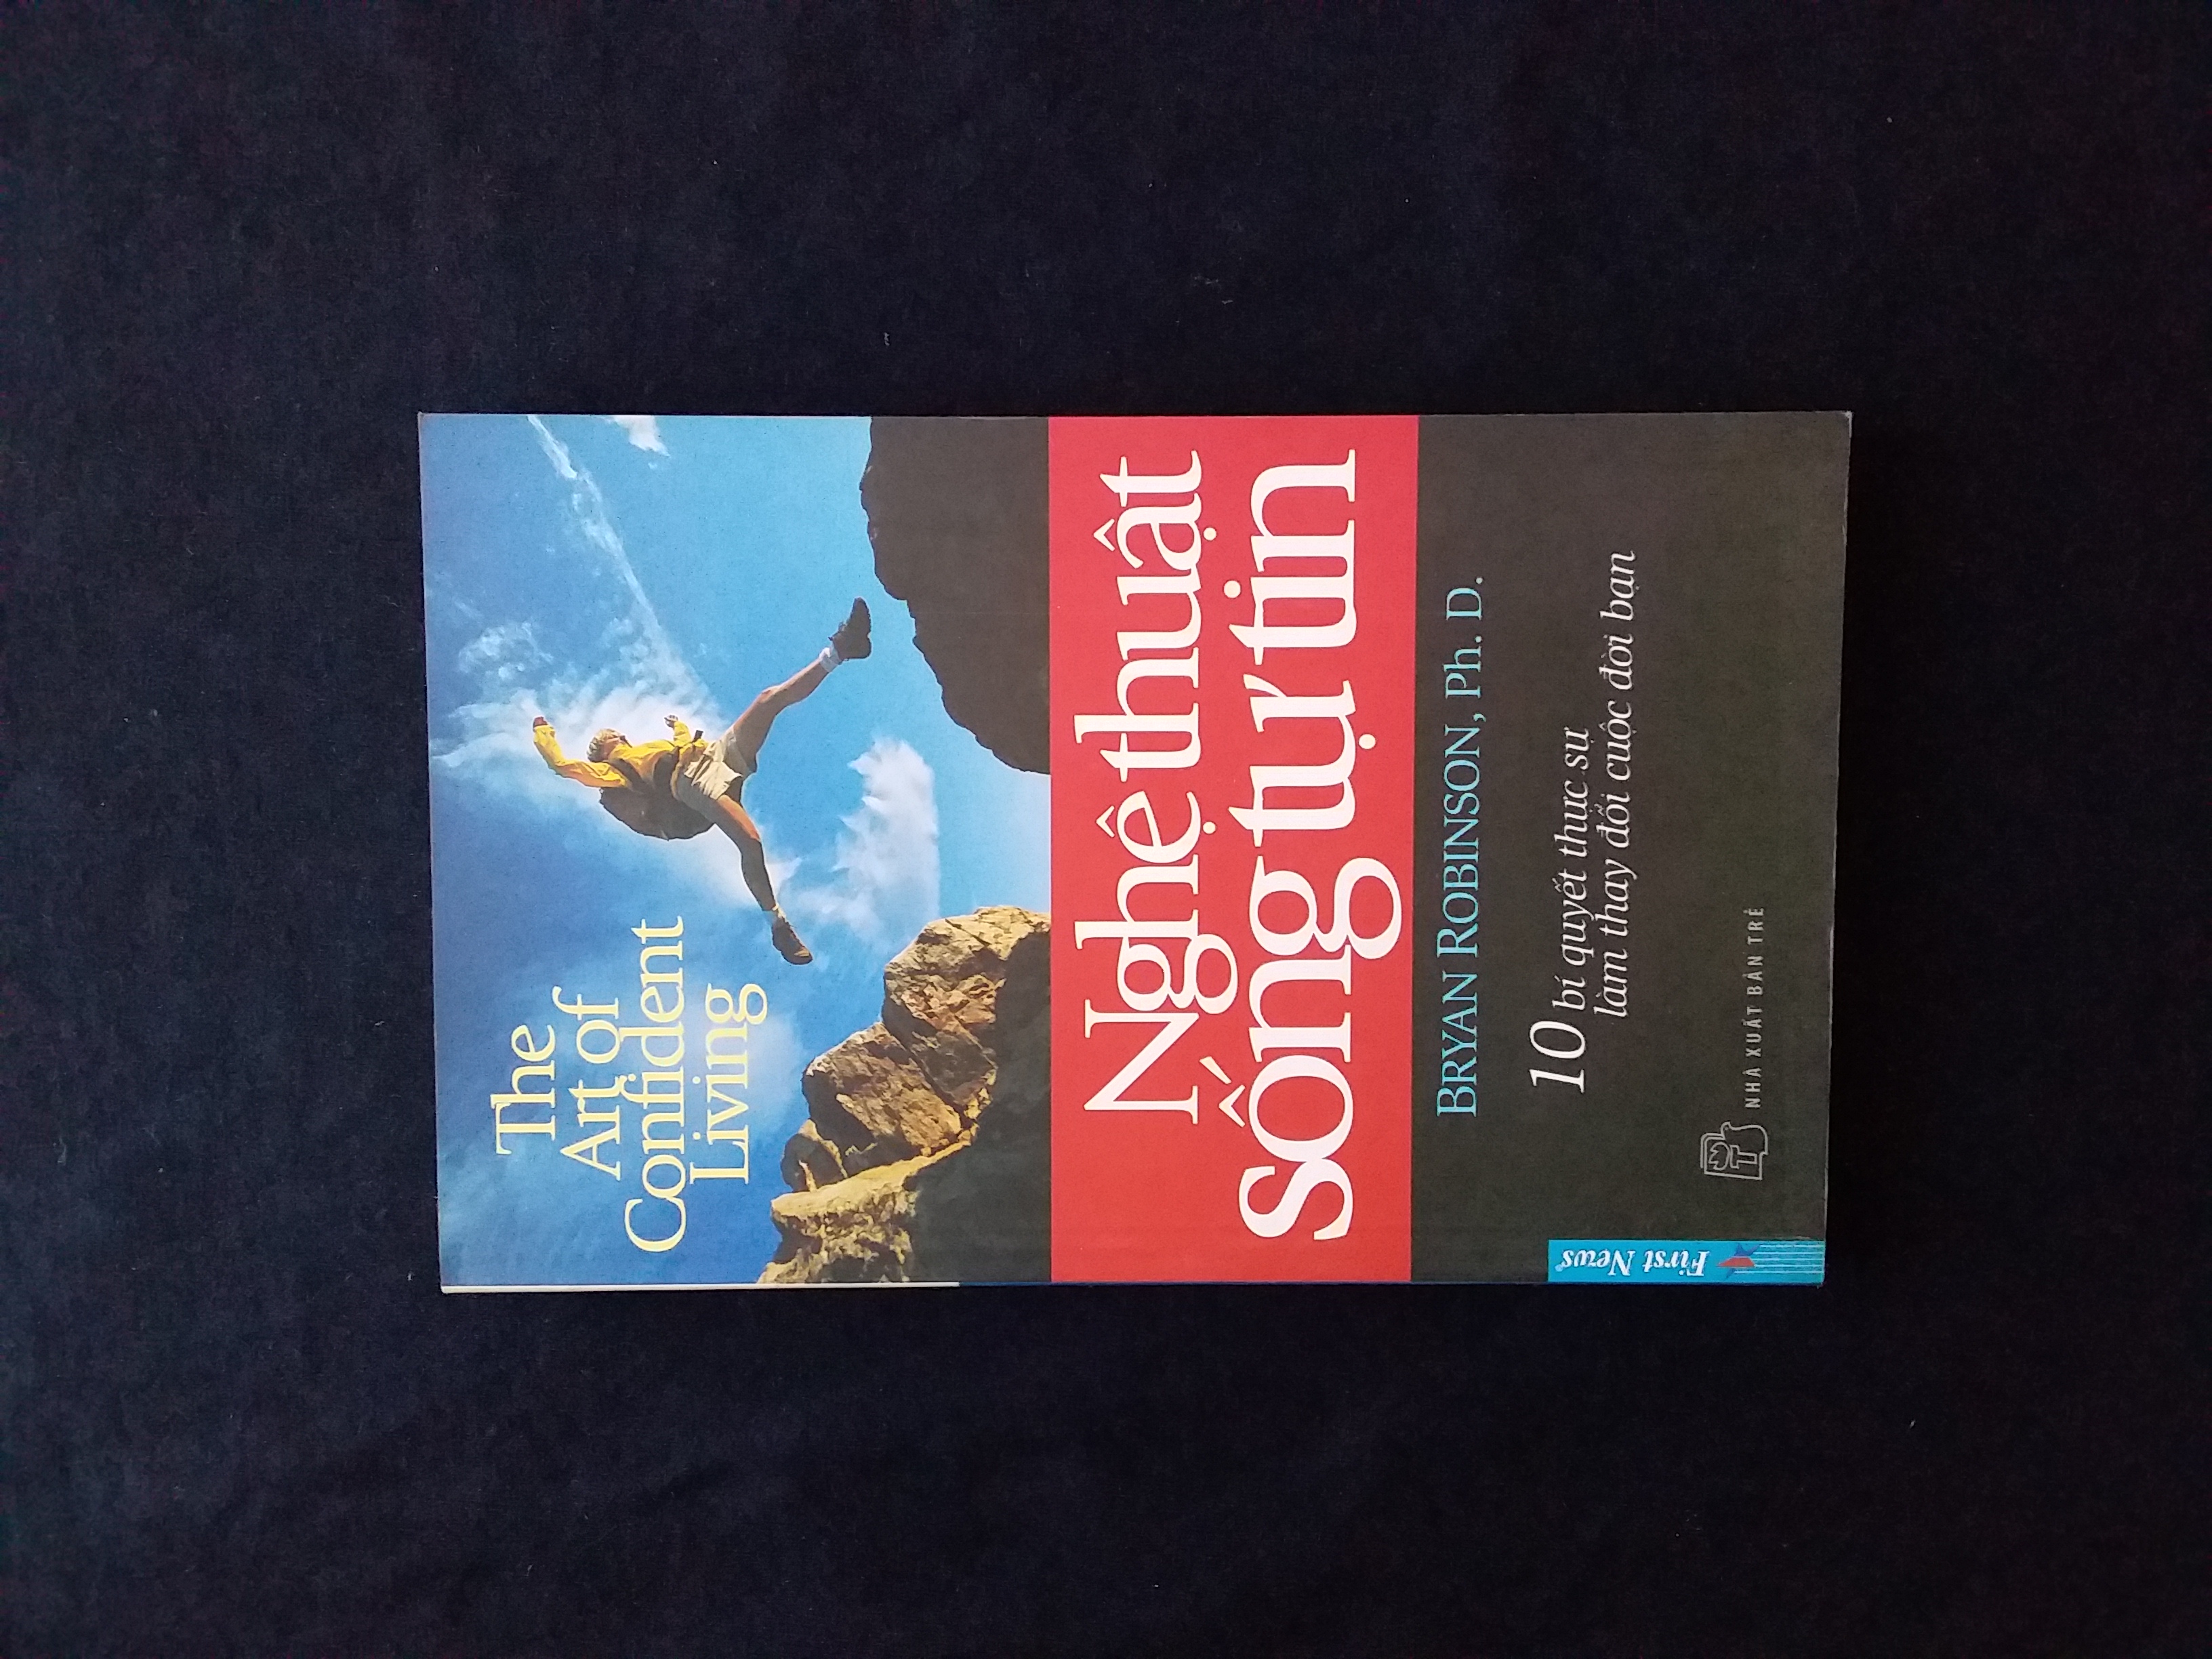 The
Art of
Confident
Living
Nghệ thuật
sống tự tin
BRYAN ROBINSON, Ph. D.
10 bí quyết thực sự
làm thay đổi cuộc đời bạn
First News
NHÀ XUẤT BẢN TRẺ